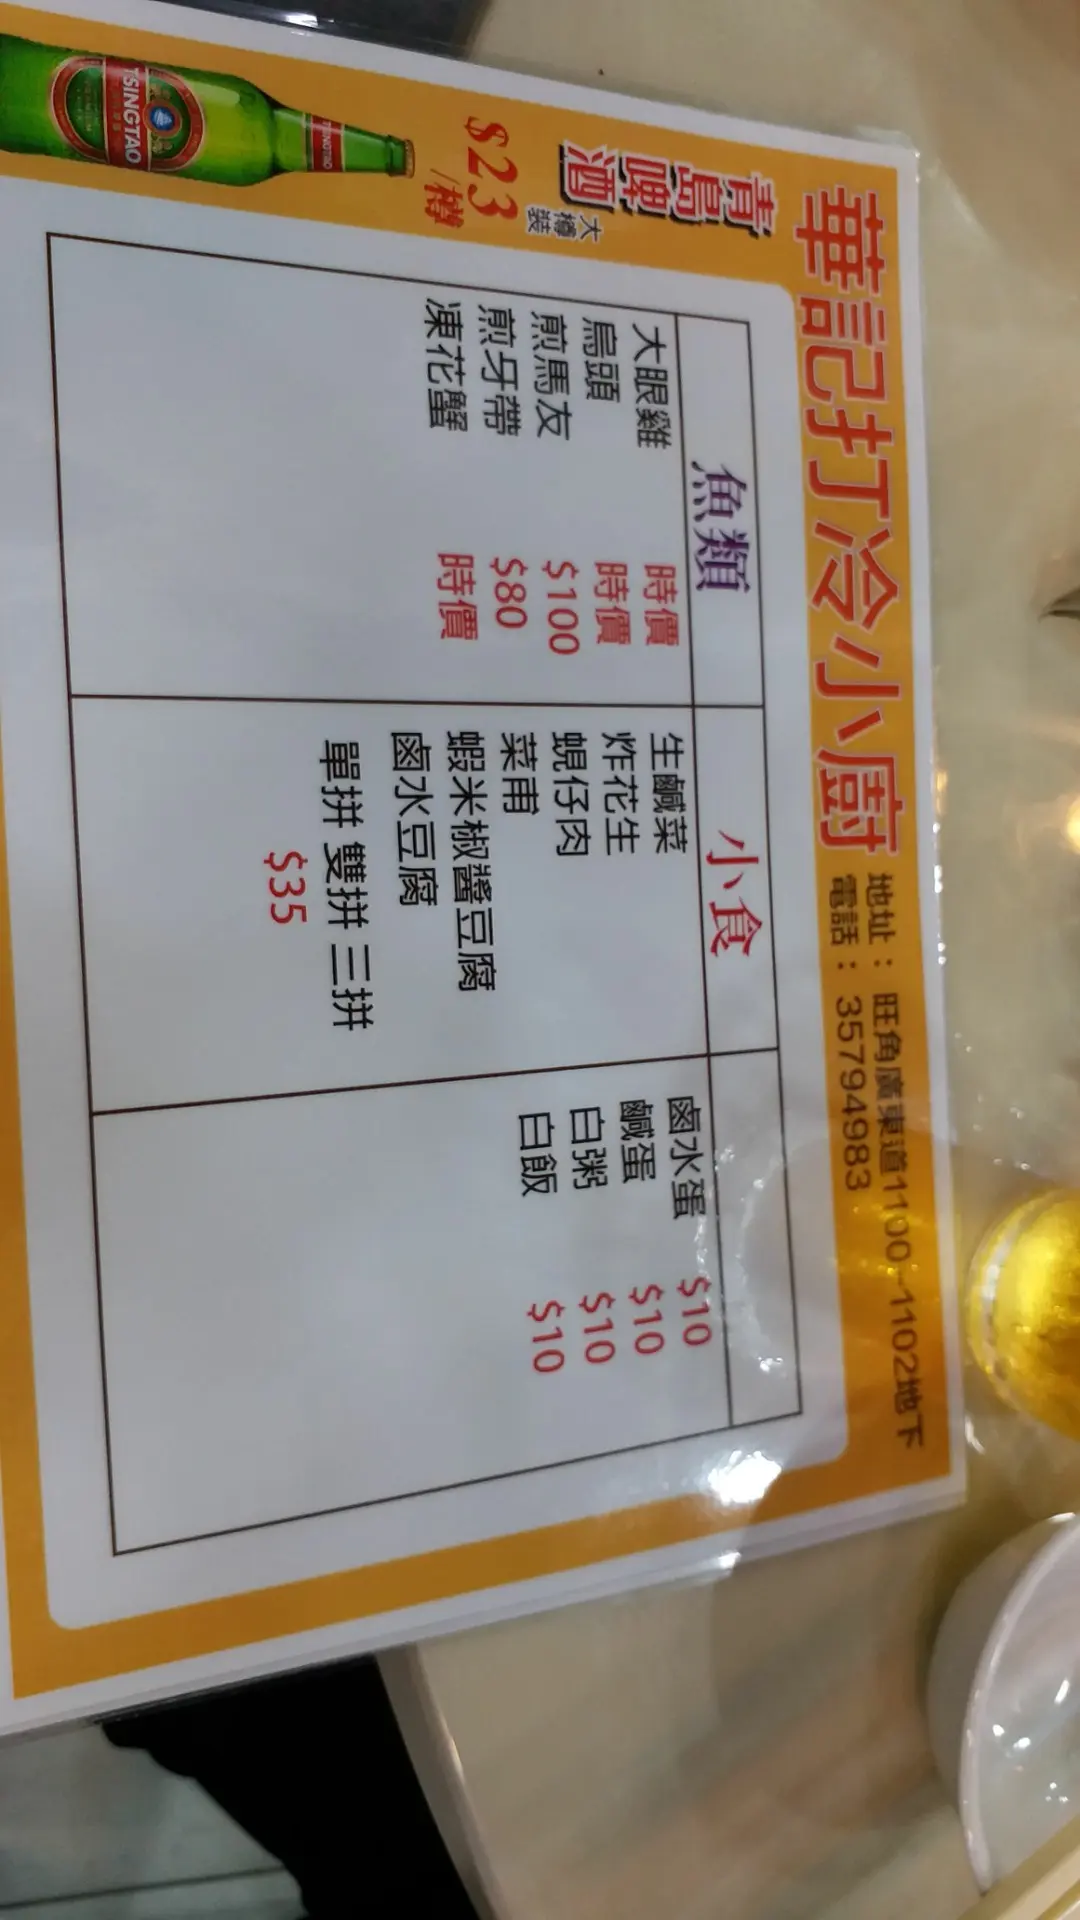 華記打冷小廚
地址：旺角廣東道1100-1102地下
電話：35794983
青島啤酒
大樽裝
$23/樽
TSINGTAO
TSINGTAO
魚類
大眼雞 時價
烏頭 時價
煎馬友 $100
煎牙帶 $80
凍花蟹 時價
小食
生鹹菜
炸花生
蜆仔肉
菜甫
蝦米椒醬豆腐
鹵水豆腐
單拼 雙拼 三拼
$35
鹵水蛋 $10
鹹蛋 $10
白粥 $10
白飯 $10